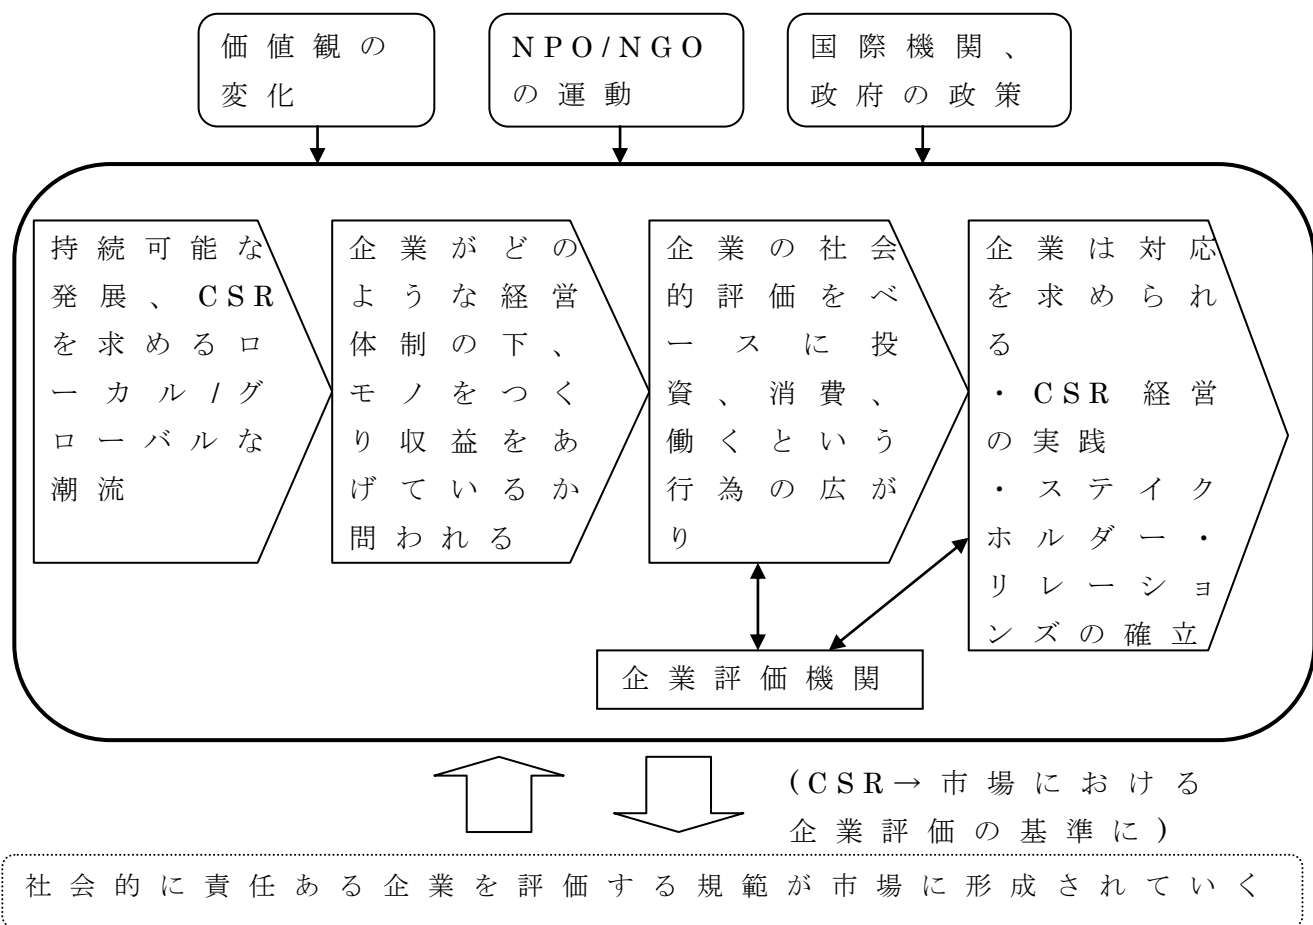 価値観の
変化
NPO/NGO
の運動
国際機関、
政府の政策
持続可能な
発展、CSR
を求めるロ
ーカル/グ
ローバルな
潮流
企業がどの
ような経営
体制の下、
モノをつく
り収益をあ
げているか
問われる
企業の社会
的評価をベ
ースに投
資、消費、
働くという
行為の広が
り
企業は対応
を求められ
る
・CSR経営
の実践
・ステイク
ホルダー・
リレーショ
ンズの確立
企業評価機関
(CSR→市場における
企業評価の基準に)
社会的に責任ある企業を評価する規範が市場に形成されていく